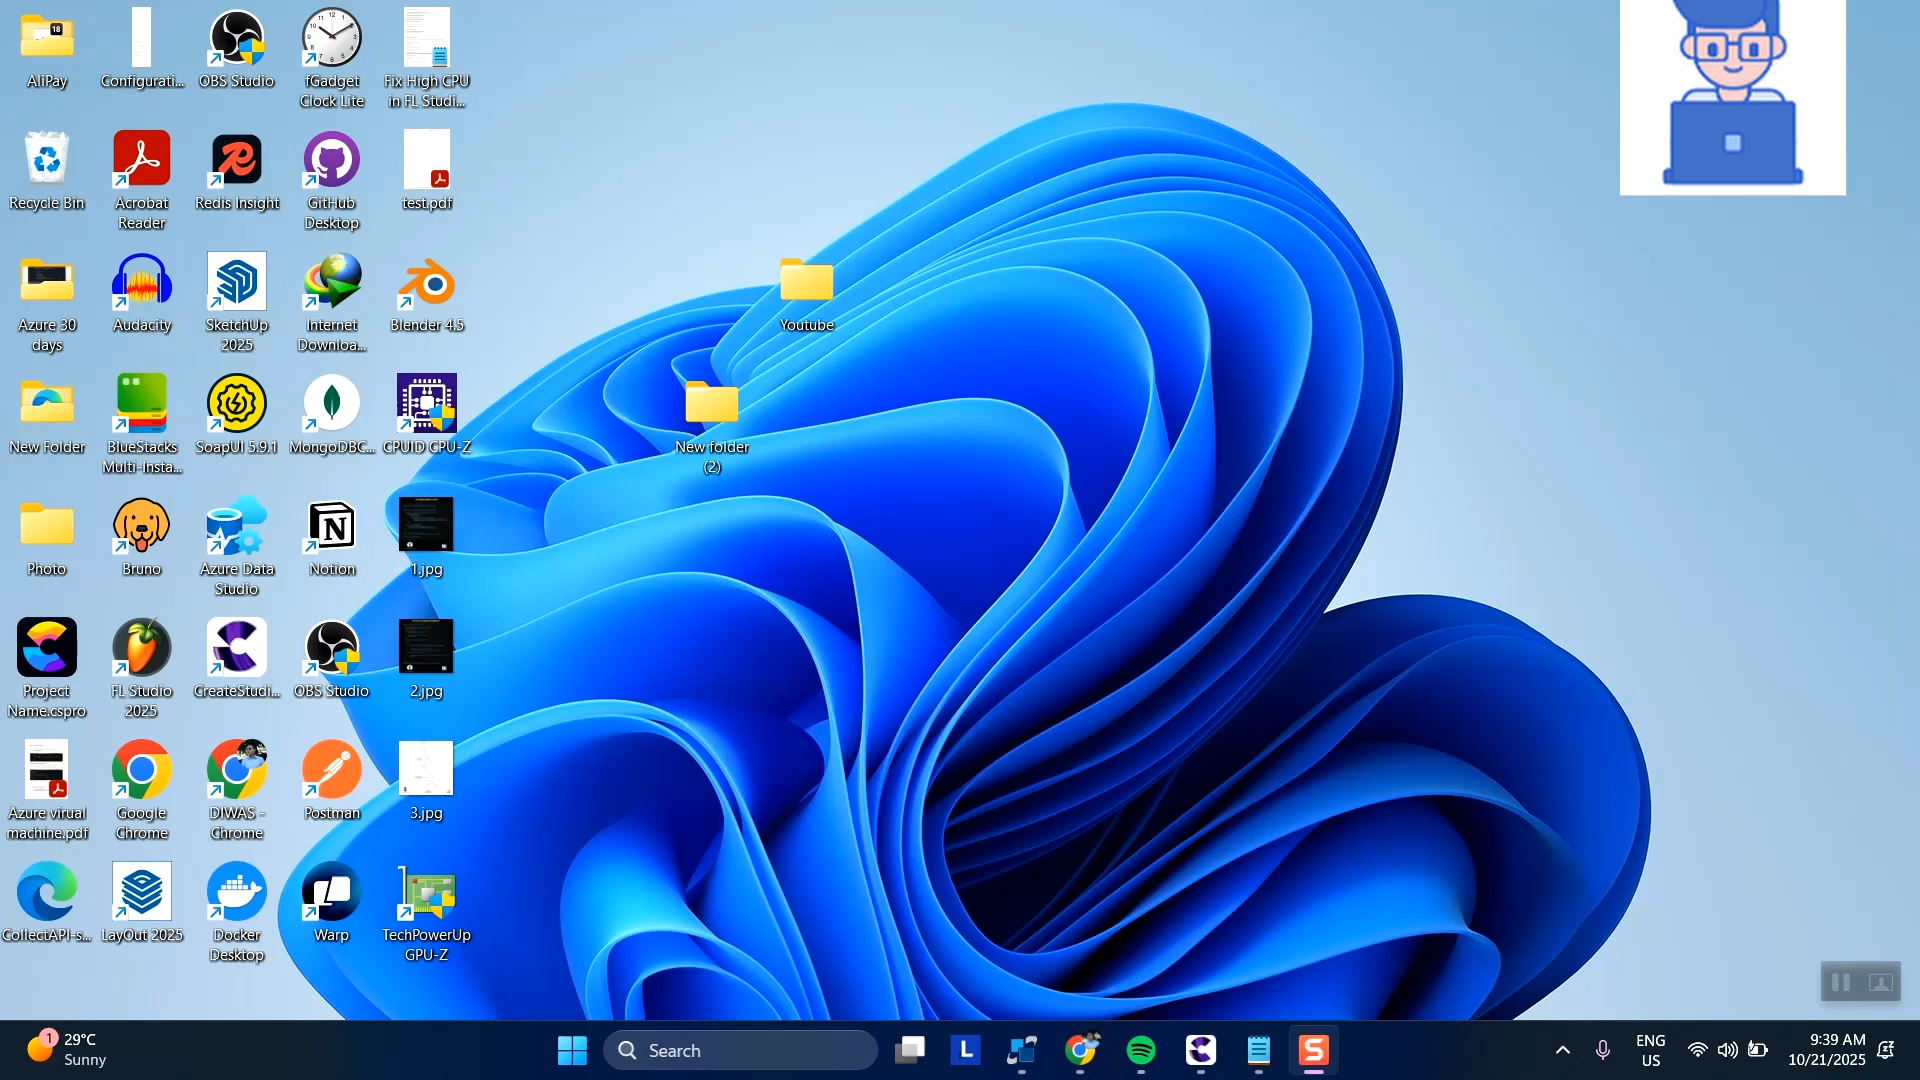 AliPay
Configurati...
OBS Studio
fGadget
Clock Lite
Fix High CPU
in FL Studi...
Recycle Bin
Acrobat
Reader
Redis Insight
GitHub
Desktop
test.pdf
Azure 30
days
Audacity
SketchUp
2025
Internet
Downloa...
Blender 4.5
Youtube
New Folder
BlueStacks
Multi-Insta...
SoapUI 5.9.1
MongoDBC...
CPUID CPU-Z
New folder
(2)
Photo
Bruno
Azure Data
Studio
Notion
1.jpg
Project
Name.cspro
FL Studio
2025
CreateStudi...
OBS Studio
2.jpg
Azure virual
machine.pdf
Google
Chrome
DIWAS -
Chrome
Postman
3.jpg
CollectAPI-s...
LayOut 2025
Docker
Desktop
Warp
TechPowerUp
GPU-Z
1
29°C
Sunny
Search
L
S
ENG
US
9:39 AM
10/21/2025